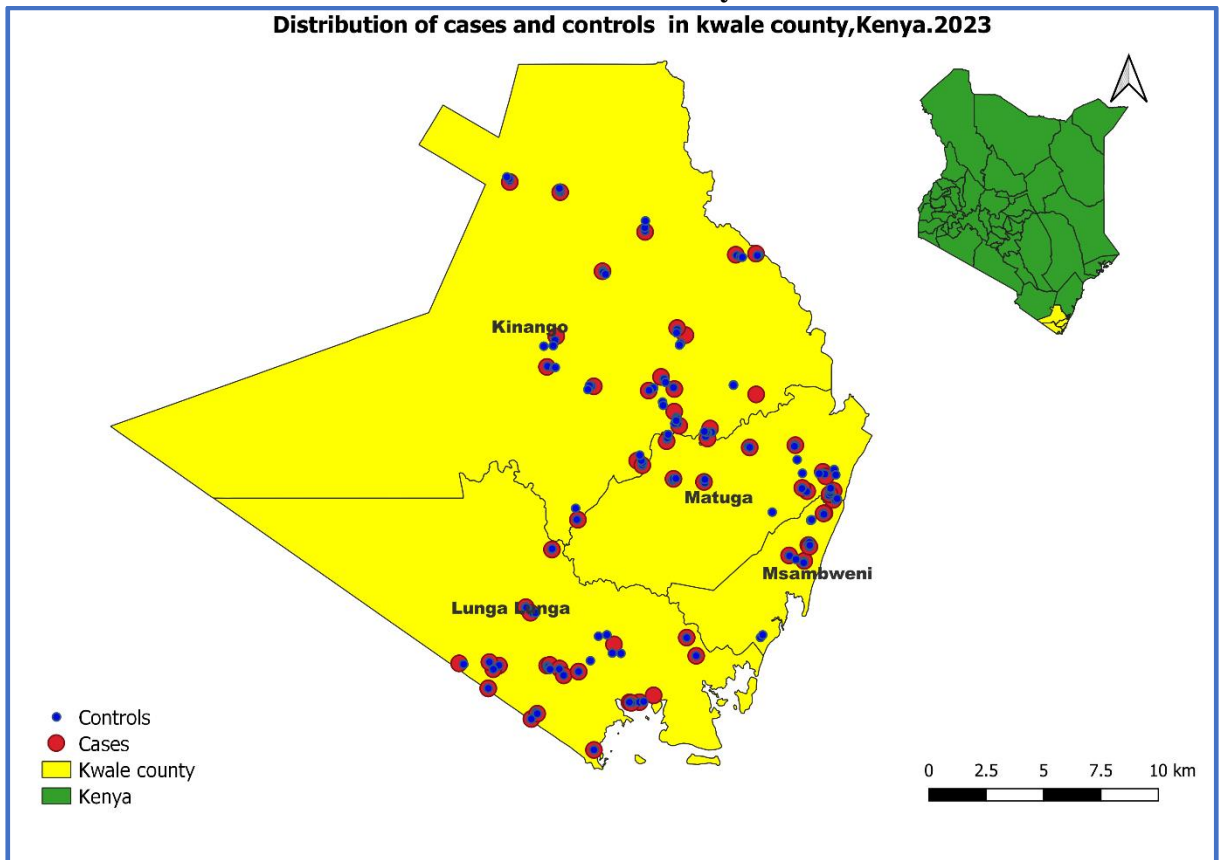 Distribution of cases and controls in kwale county,Kenya.2023
Kinango
Matuga
Msambweni
Lunga Lunga
Controls
Cases
Kwale county
Kenya
0 2.5 5 7.5 10 km